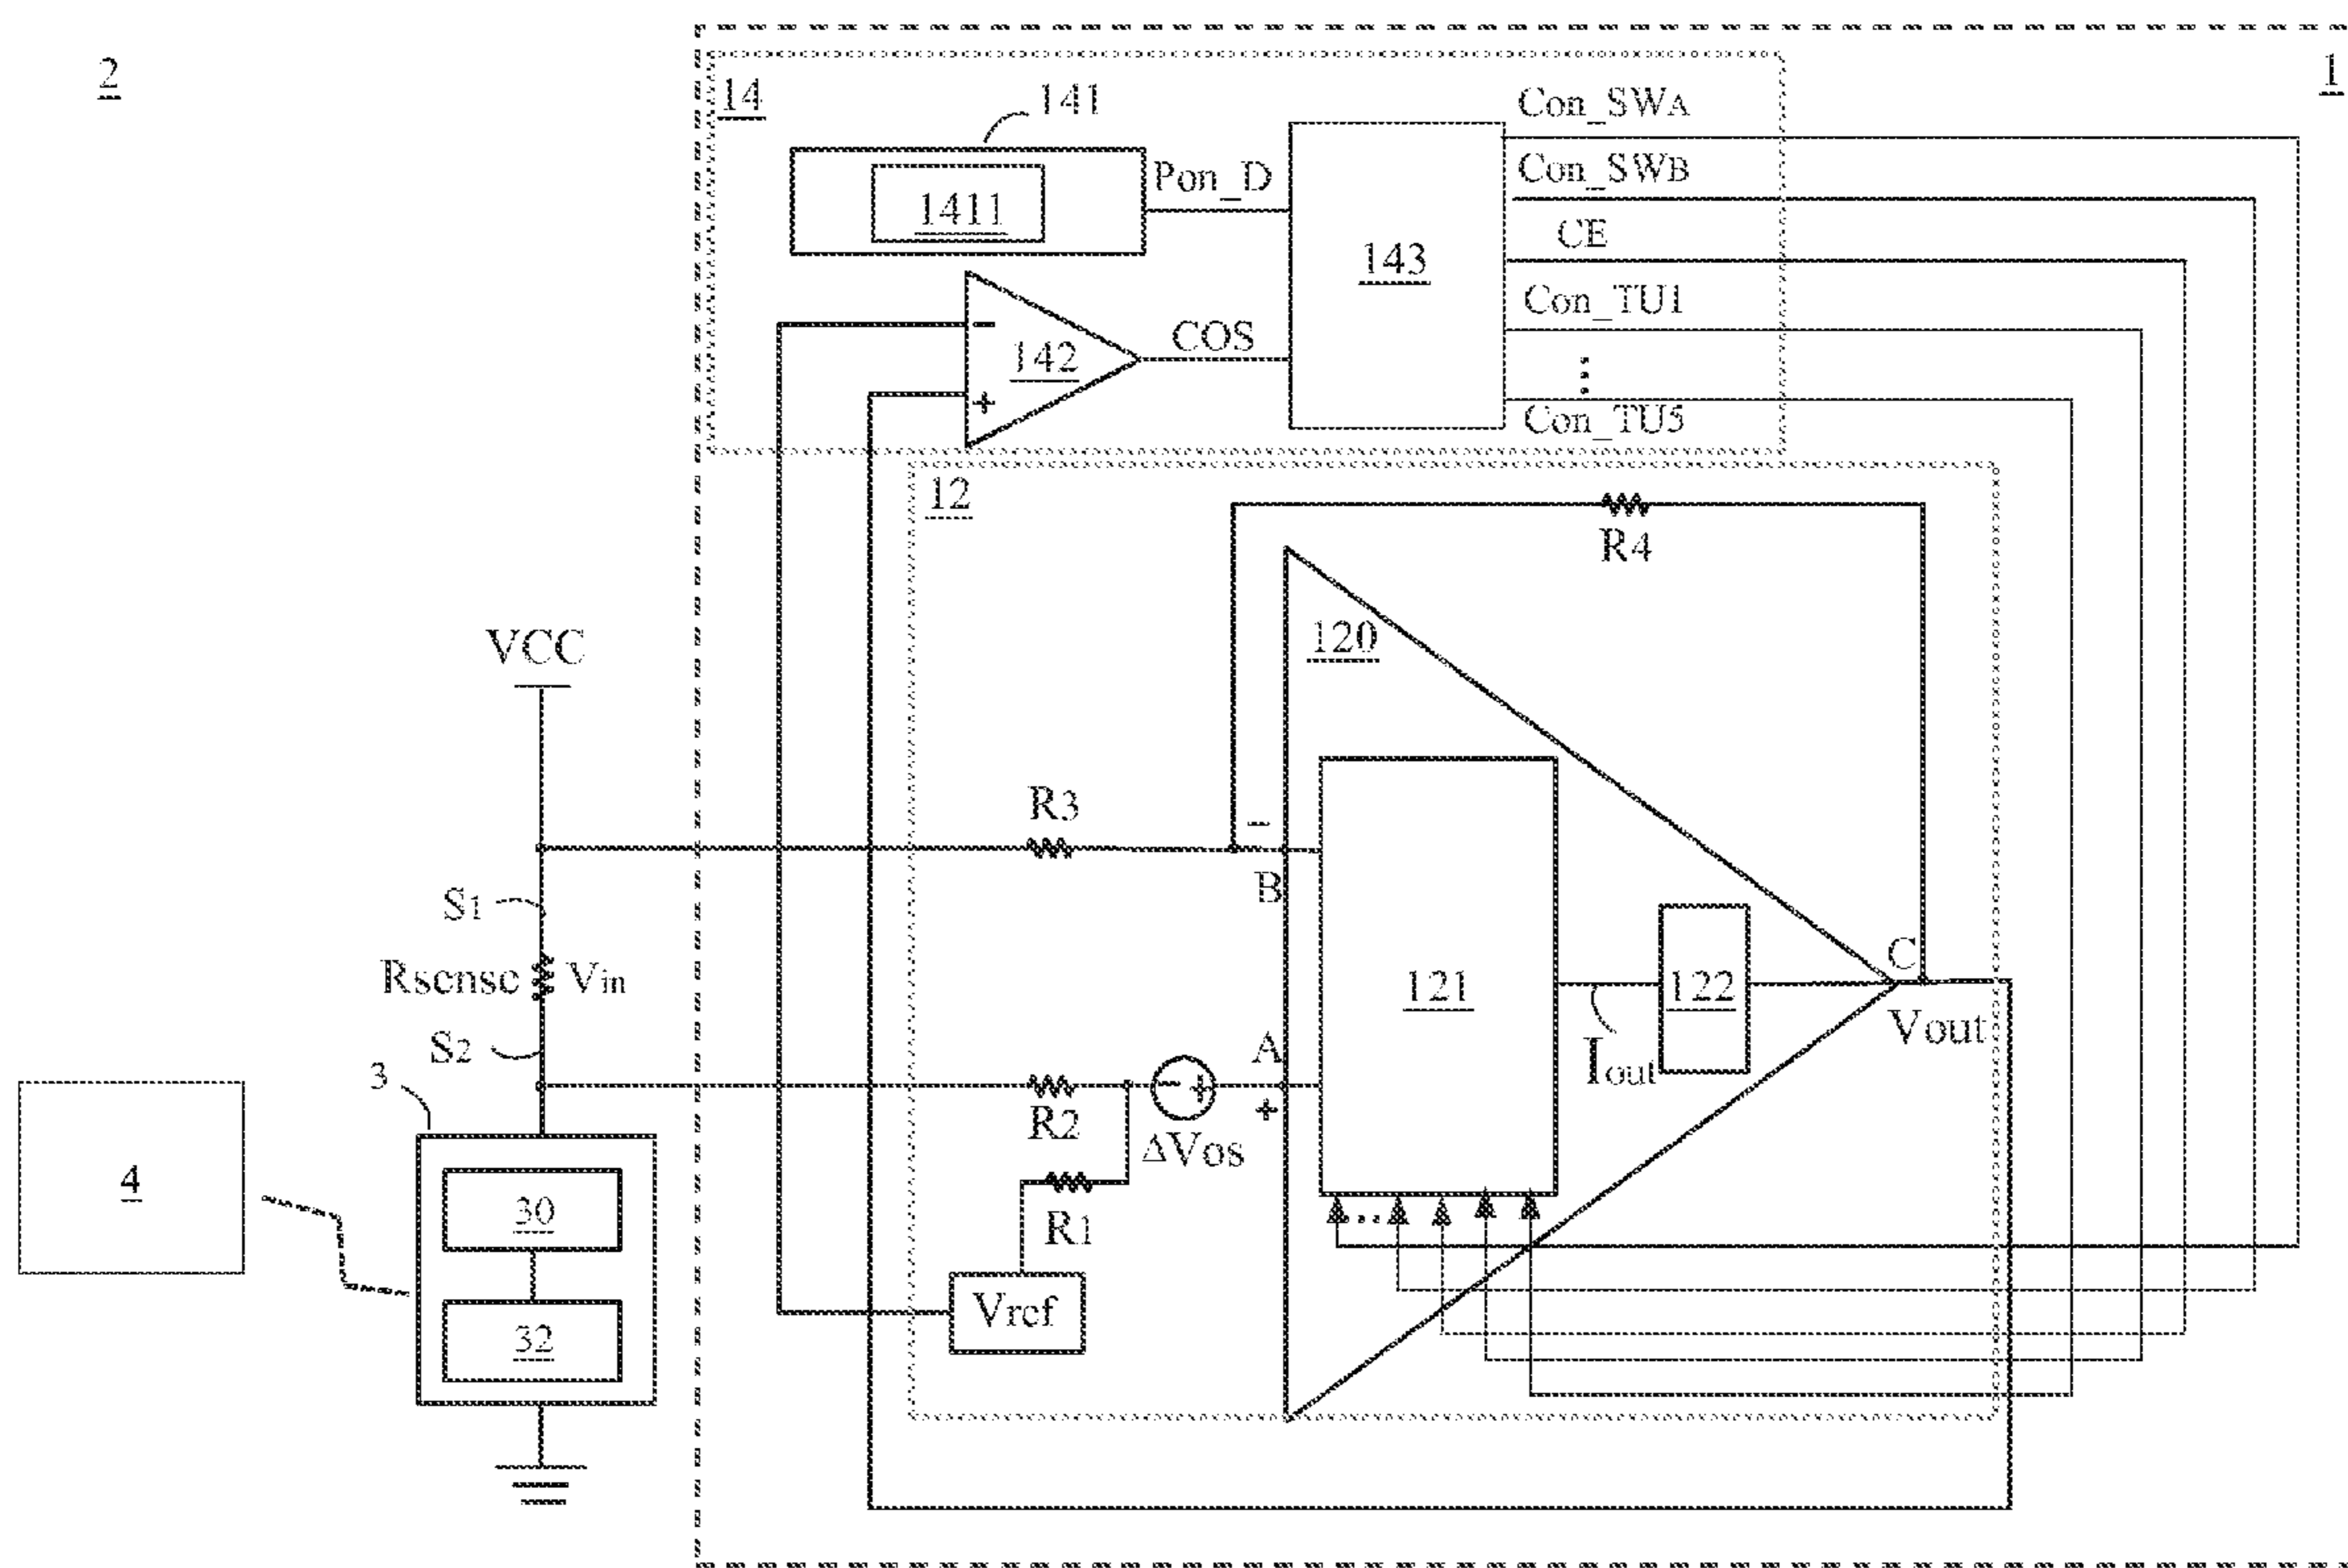 2
1
14
141
Con_SWA
Pon_D
Con_SWB
1411
CE
143
Con_TU1
−
142
COS
⋮
+
Con_TU5
12
R4
120
VCC
R3
−
B
S1
Rsense
Vin
C
121
122
S2
A
Vout
Iout
3
− +
R2
+
ΔVos
4
30
R1
...
Vref
32